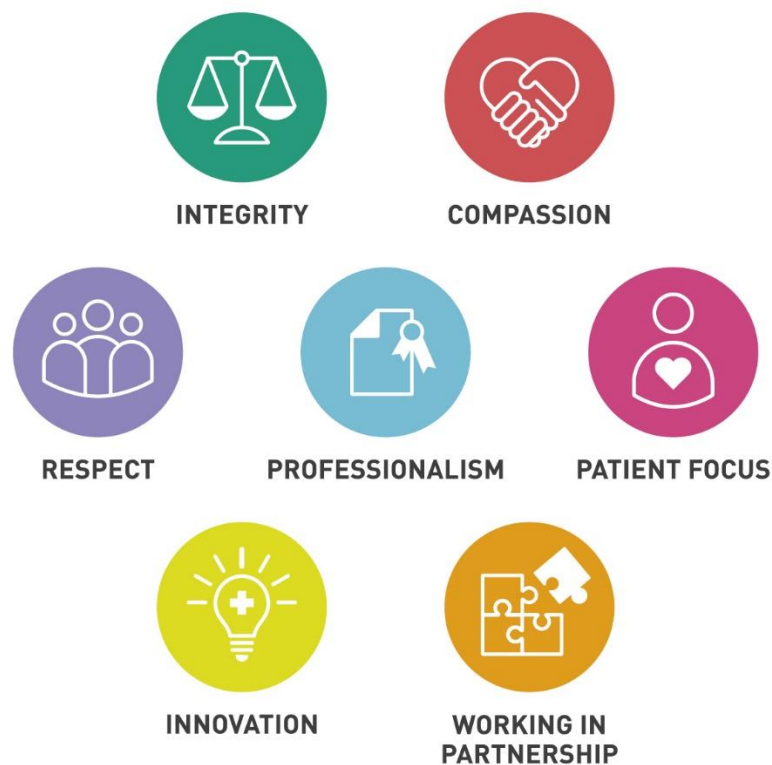 INTEGRITY
COMPASSION
RESPECT
PROFESSIONALISM
PATIENT FOCUS
INNOVATION
WORKING IN
PARTNERSHIP